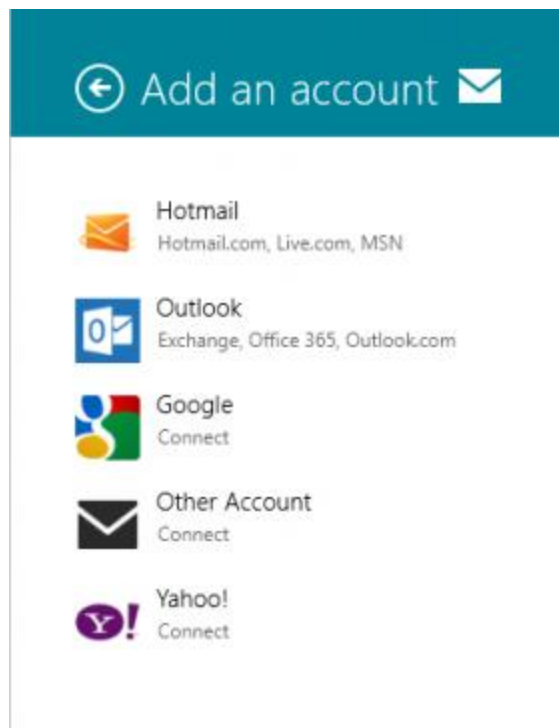 Add an account
Hotmail
Hotmail.com, Live.com, MSN
Outlook
Exchange, Office 365, Outlook.com
Google
Connect
Other Account
Connect
Yahoo!
Connect